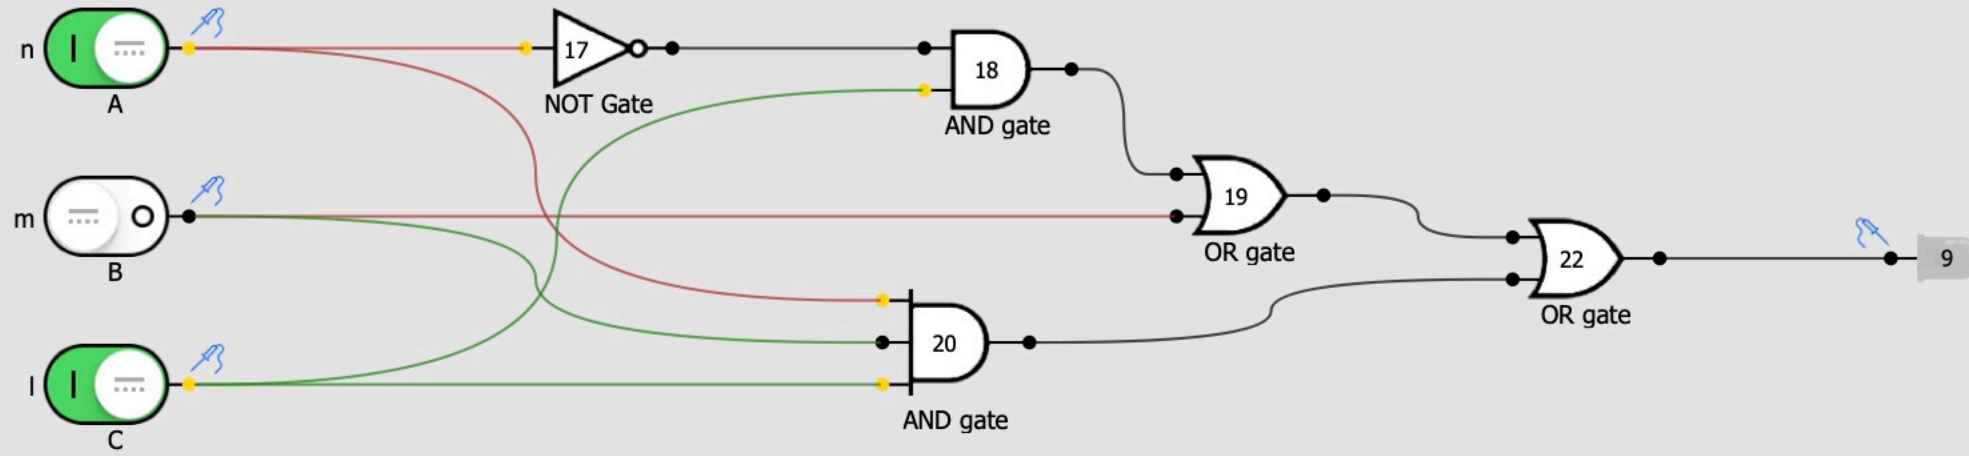 n
A
17
NOT Gate
18
AND gate
m
B
19
OR gate
22
OR gate
9
l
C
20
AND gate